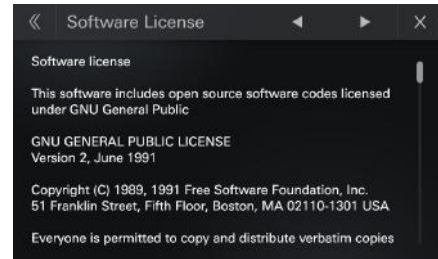 Software License
Software license
This software includes open source software codes licensed
under GNU General Public
GNU GENERAL PUBLIC LICENSE
Version 2, June 1991
Copyright (C) 1989, 1991 Free Software Foundation, Inc.
51 Franklin Street, Fifth Floor, Boston, MA 02110-1301 USA
Everyone is permitted to copy and distribute verbatim copies